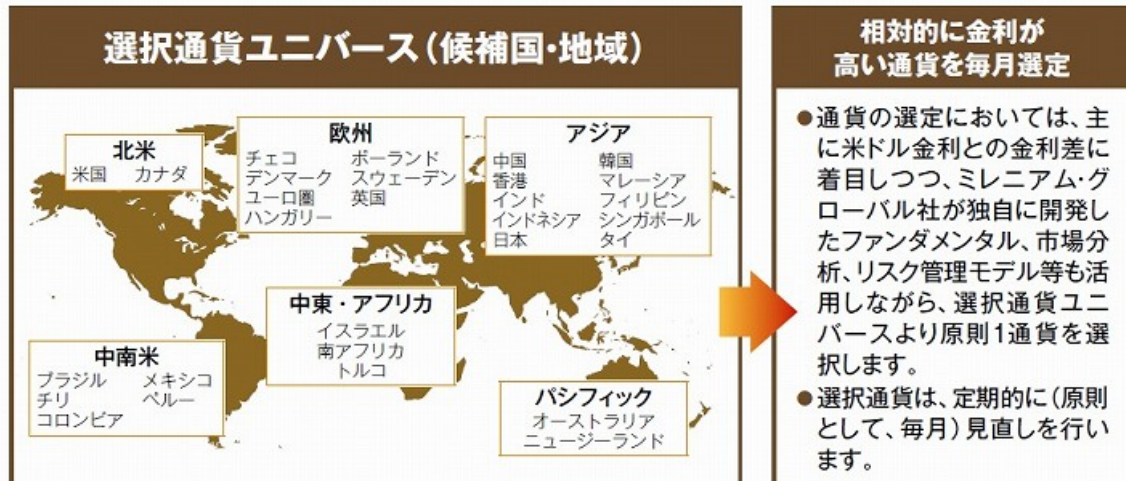 選択通貨ユニバース(候補国・地域)
北米
米国 カナダ
欧州
チェコ ポーランド
デンマーク スウェーデン
ユーロ圏 英国
ハンガリー
アジア
中国 韓国
香港 マレーシア
インド フィリピン
インドネシア シンガポール
日本 タイ
中東・アフリカ
イスラエル
南アフリカ
トルコ
中南米
ブラジル メキシコ
チリ ペルー
コロンビア
パシフィック
オーストラリア
ニュージーランド
相対的に金利が
高い通貨を毎月選定
●通貨の選定においては、主
に米ドル金利との金利差に
着目しつつ、ミレニアム・グ
ローバル社が独自に開発し
たファンダメンタル、市場分
析、リスク管理モデル等も活
用しながら、選択通貨ユニ
バースより原則1通貨を選
択します。
●選択通貨は、定期的に(原則
として、毎月)見直しを行い
ます。